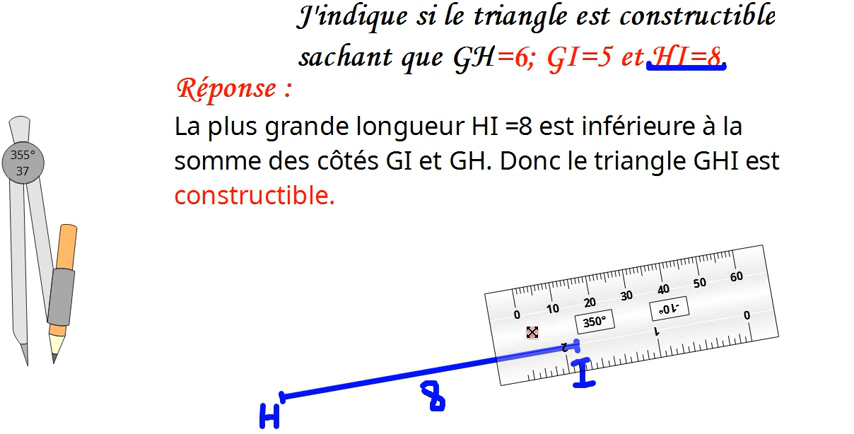 J'indique si le triangle est constructible
sachant que GH=6; GI=5 et HI=8.
Réponse :
La plus grande longueur HI =8 est inférieure à la
somme des côtés GI et GH. Donc le triangle GHI est
constructible.
355°
37
0 10 20 30 40 50 60
350° -10°
2 1 0
H 8 I